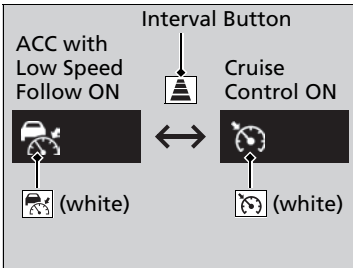 Interval Button
ACC with
Low Speed
Follow ON
Cruise
Control ON
(white)
(white)